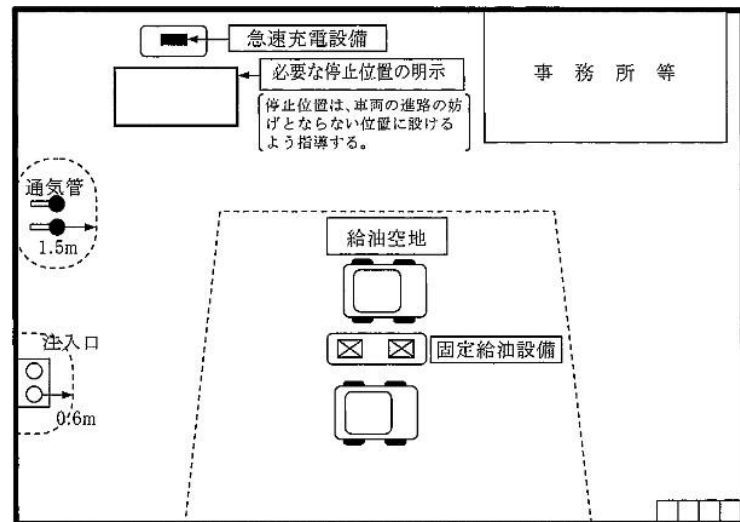 急速充電設備
必要な停止位置の明示
停止位置は、車両の進路の妨
げとならない位置に設ける
よう指導する。
事務所等
通気管
1.5m
給油空地
注入口
0.6m
固定給油設備